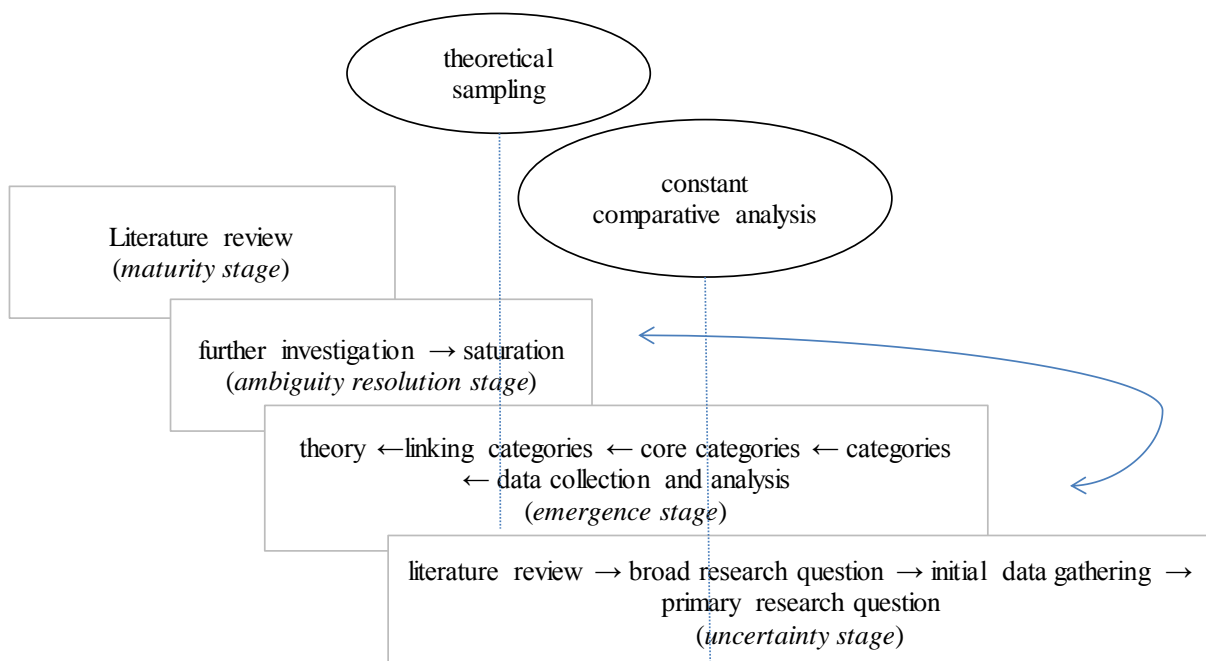 theoretical
sampling
constant
comparative analysis
Literature review
(maturity stage)
further investigation → saturation
(ambiguity resolution stage)
theory ←linking categories ← core categories ← categories
← data collection and analysis
(emergence stage)
literature review → broad research question → initial data gathering →
primary research question
(uncertainty stage)